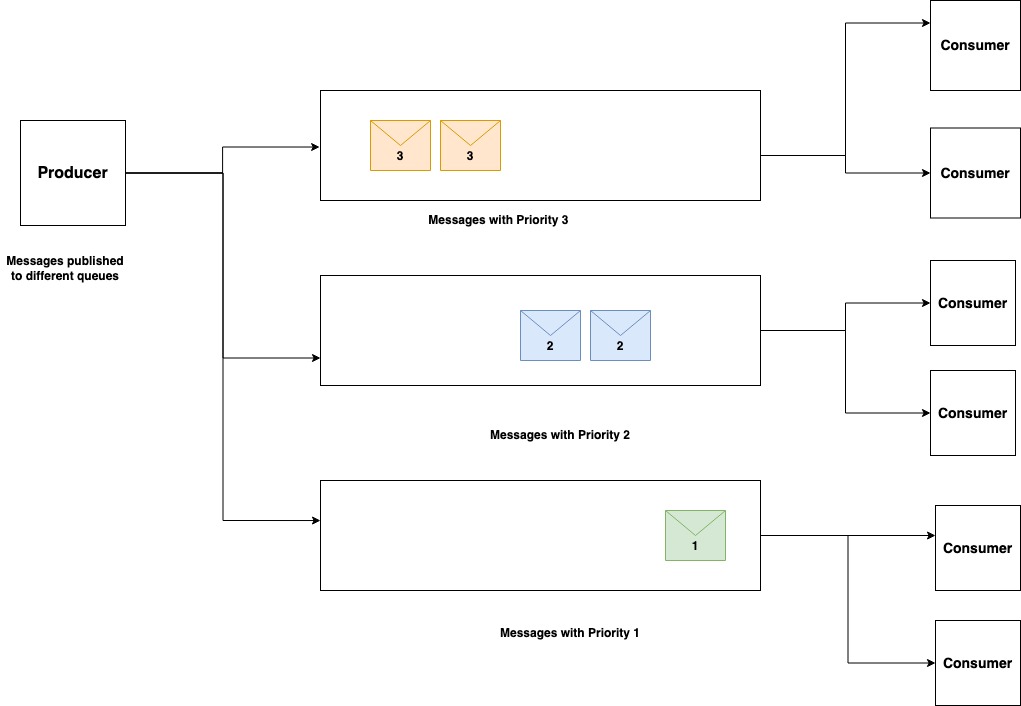 Producer
Messages published
to different queues
3
3
Messages with Priority 3
Consumer
Consumer
2
2
Messages with Priority 2
Consumer
Consumer
1
Messages with Priority 1
Consumer
Consumer